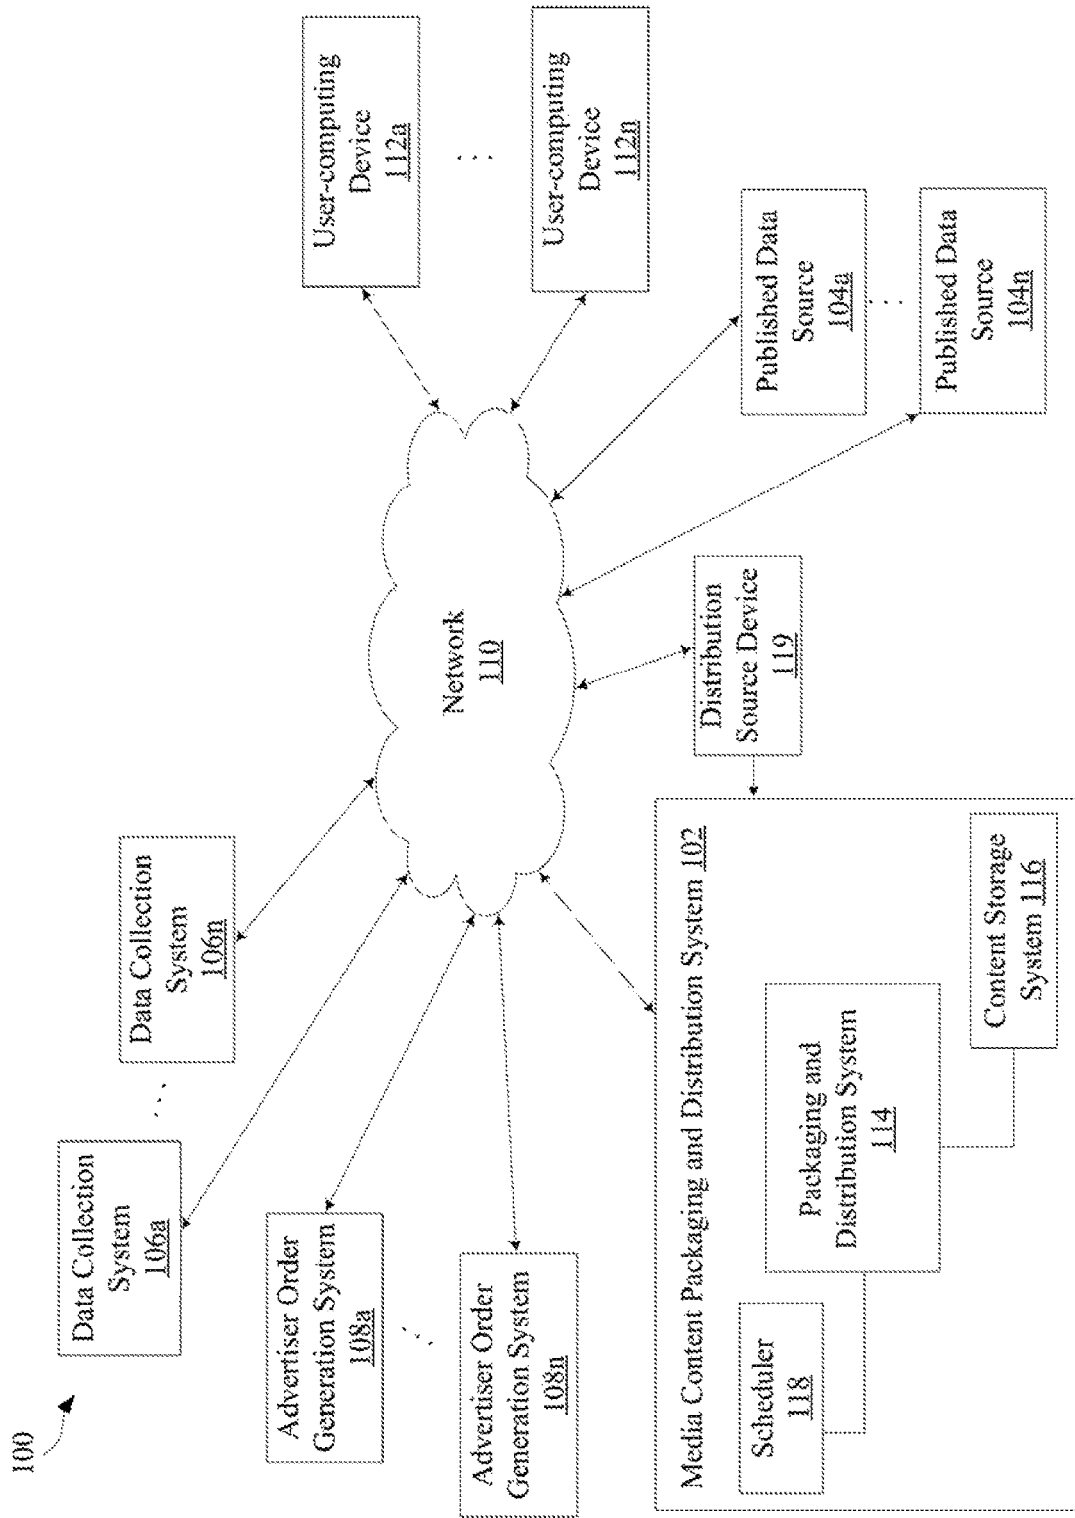 100
Data Collection
System
106a
. . .
Data Collection
System
106n
User-computing
Device
112a
. . .
User-computing
Device
112n
Advertiser Order
Generation System
108a
. . .
Advertiser Order
Generation System
108n
Network
110
Published Data
Source
104a
. . .
Published Data
Source
104n
Distribution
Source Device
119
Media Content Packaging and Distribution System 102
Scheduler
118
Packaging and
Distribution System
114
Content Storage
System 116